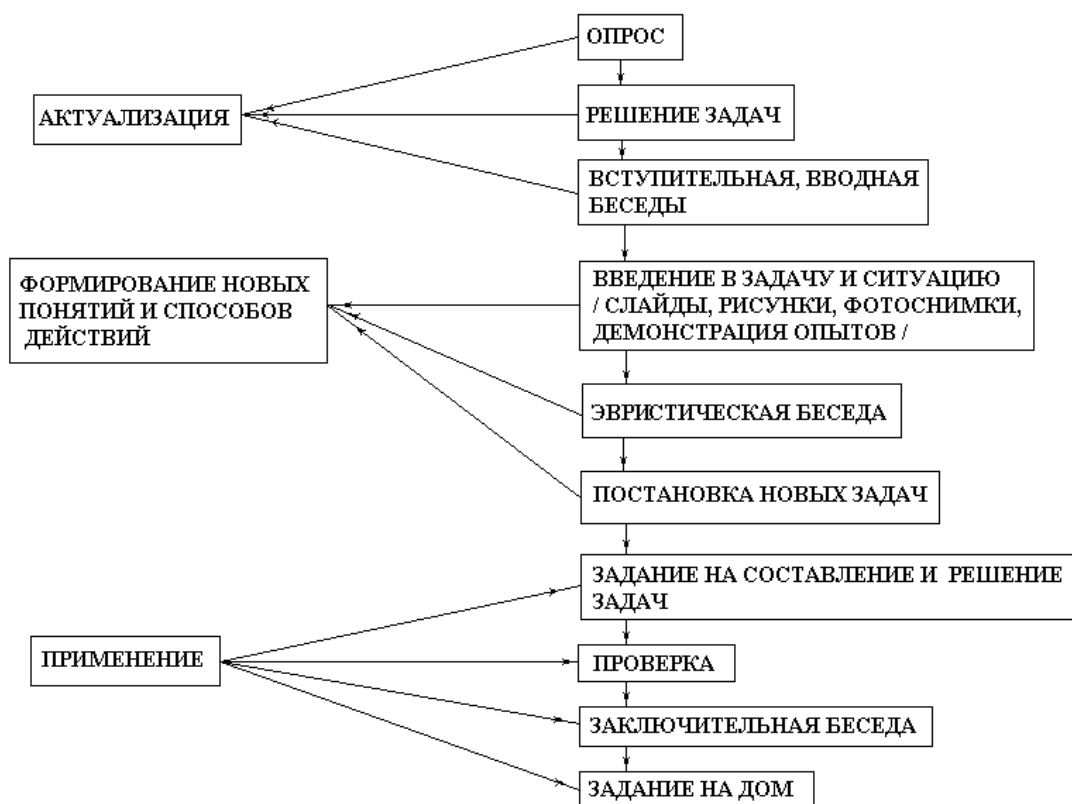 ОПРОС
АКТУАЛИЗАЦИЯ
РЕШЕНИЕ ЗАДАЧ
ВСТУПИТЕЛЬНАЯ, ВВОДНАЯ
БЕСЕДЫ
ФОРМИРОВАНИЕ НОВЫХ
ПОНЯТИЙ И СПОСОБОВ
ДЕЙСТВИЙ
ВВЕДЕНИЕ В ЗАДАЧУ И СИТУАЦИЮ
/ СЛАЙДЫ, РИСУНКИ, ФОТОСНИМКИ,
ДЕМОНСТРАЦИЯ ОПЫТОВ /
ЭВРИСТИЧЕСКАЯ БЕСЕДА
ПОСТАНОВКА НОВЫХ ЗАДАЧ
ЗАДАНИЕ НА СОСТАВЛЕНИЕ И РЕШЕНИЕ
ЗАДАЧ
ПРИМЕНЕНИЕ
ПРОВЕРКА
ЗАКЛЮЧИТЕЛЬНАЯ БЕСЕДА
ЗАДАНИЕ НА ДОМ